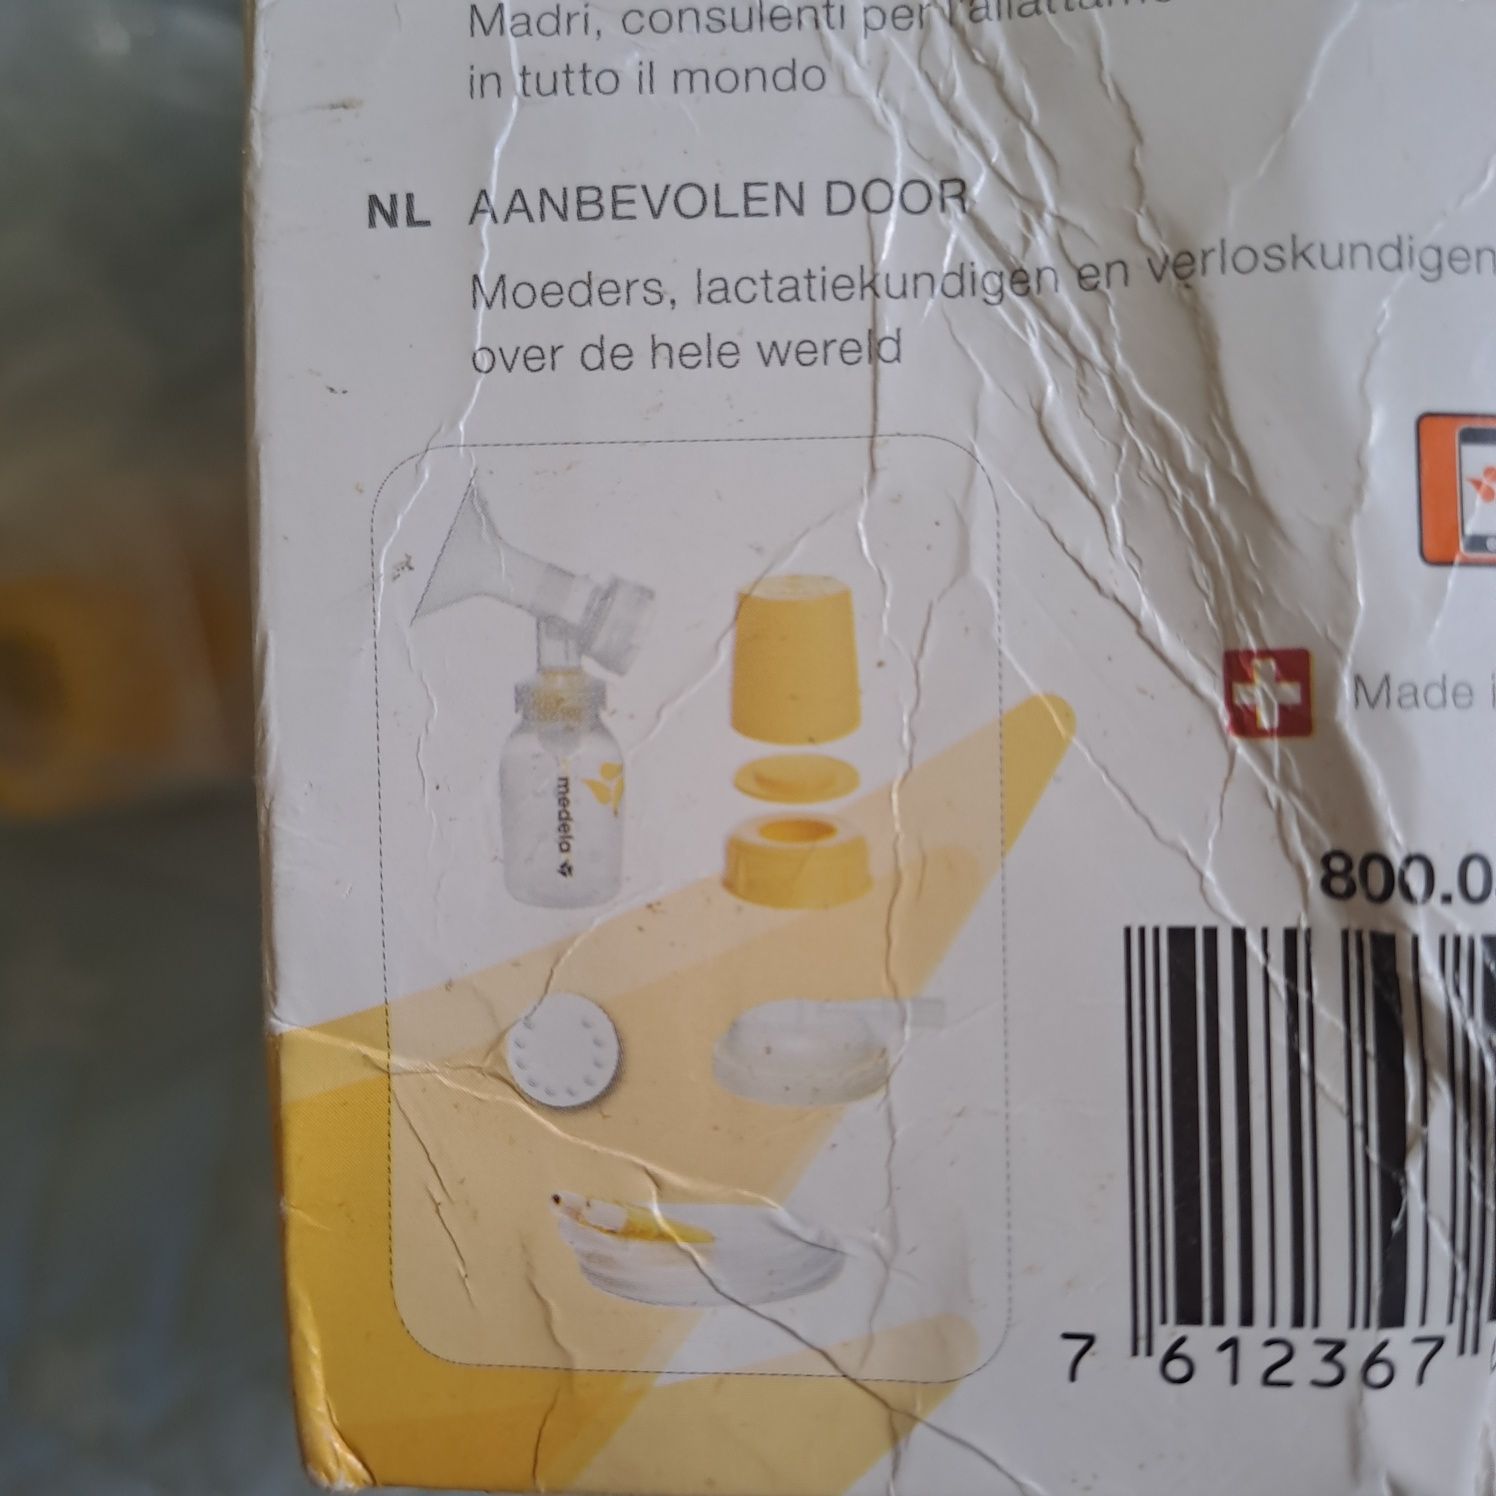 Madri, consulenti per l'allattame
in tutto il mondo
NL AANBEVOLEN DOOR
Moeders, lactatiekundigen en verloskundigen
over de hele wereld
medela
Made i
800.0
7 612367